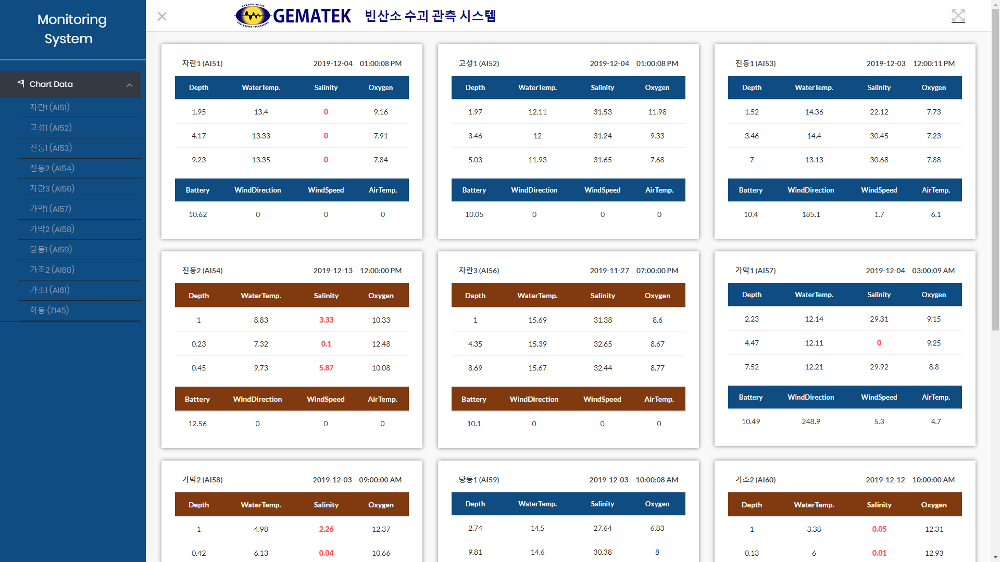 Monitoring
System
Chart Data
자란1 (AI51)
고성1 (AI52)
진동1 (AI53)
진동2 (AI54)
자란3 (AI56)
가막1 (AI57)
가막2 (AI58)
당동1 (AI59)
가조2 (AI60)
가조1 (AI61)
하동 (ZI45)
GEMATEK 빈산소 수괴 관측 시스템
자란1 (AI51) 2019-12-04 01:00:08 PM
Depth WaterTemp. Salinity Oxygen
1.95 13.4 0 9.16
4.17 13.33 0 7.91
9.23 13.35 0 7.84
Battery WindDirection WindSpeed AirTemp.
10.62 0 0 0
고성1 (AI52) 2019-12-04 01:00:08 PM
Depth WaterTemp. Salinity Oxygen
1.97 12.11 31.53 11.98
3.46 12 31.24 9.33
5.03 11.93 31.65 7.68
Battery WindDirection WindSpeed AirTemp.
10.05 0 0 0
진동1 (AI53) 2019-12-03 12:00:11 PM
Depth WaterTemp. Salinity Oxygen
1.52 14.36 22.12 7.73
3.46 14.4 30.45 7.23
7 13.13 30.68 7.88
Battery WindDirection WindSpeed AirTemp.
10.4 185.1 1.7 6.1
진동2 (AI54) 2019-12-13 12:00:00 PM
Depth WaterTemp. Salinity Oxygen
1 8.83 3.33 10.33
0.23 7.32 0.1 12.48
0.45 9.73 5.87 10.08
Battery WindDirection WindSpeed AirTemp.
12.56 0 0 0
자란3 (AI56) 2019-11-27 07:00:00 PM
Depth WaterTemp. Salinity Oxygen
1 15.69 31.38 8.6
4.35 15.39 32.65 8.67
8.69 15.67 32.44 8.77
Battery WindDirection WindSpeed AirTemp.
10.1 0 0 0
가막1 (AI57) 2019-12-04 03:00:09 AM
Depth WaterTemp. Salinity Oxygen
2.23 12.14 29.31 9.15
4.47 12.11 0 9.25
7.52 12.21 29.92 8.8
Battery WindDirection WindSpeed AirTemp.
10.49 248.9 5.3 4.7
가막2 (AI58) 2019-12-03 09:00:00 AM
Depth WaterTemp. Salinity Oxygen
1 4.98 2.26 12.37
0.42 6.13 0.04 10.66
당동1 (AI59) 2019-12-03 10:00:08 AM
Depth WaterTemp. Salinity Oxygen
2.74 14.5 27.64 6.83
9.81 14.6 30.38 8
가조2 (AI60) 2019-12-12 10:00:00 AM
Depth WaterTemp. Salinity Oxygen
1 3.38 0.05 12.31
0.13 6 0.01 12.93